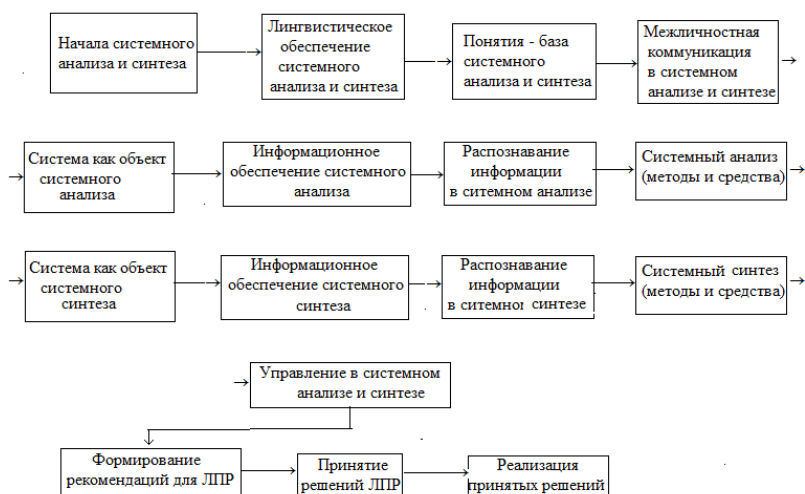 Начала системного
анализа и синтеза
Лингвистическое
обеспечение
системного
анализа и синтеза
Понятия - база
системного
анализа и синтеза
Межличностная
коммуникация
в системном
анализе и синтезе
Система как объект
системного
анализа
Информационное
обеспечение системного
анализа
Распознавание
информации
в ситемном анализе
Системный анализ
(методы и средства)
Система как объект
системного
синтеза
Информационное
обеспечение системного
синтеза
Распознавание
информации
в ситемном синтезе
Системный синтез
(методы и средства)
Управление в системном
анализе и синтезе
Формирование
рекомендаций для ЛПР
Принятие
решений ЛПР
Реализация
принятых решений